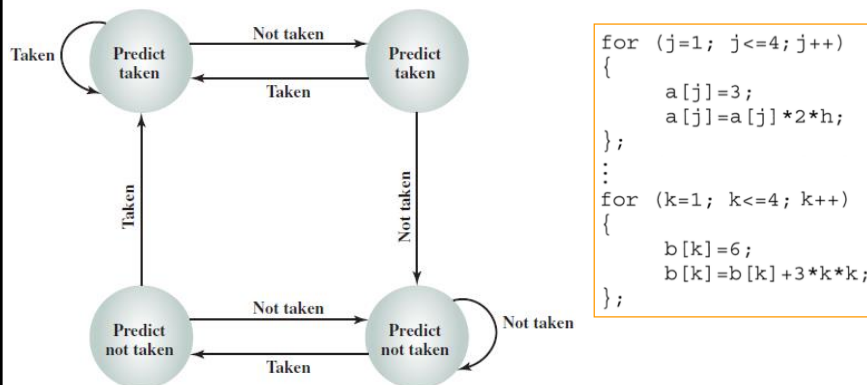 Not taken
Taken
Predict
taken
Predict
taken
Taken
Taken
Not taken
Not taken
Predict
not taken
Predict
not taken
Not taken
Taken
for (j=1; j<=4;j++)
{
a[j]=3;
a[j]=a[j]*2*h;
};
⋮
for (k=1; k<=4; k++)
{
b[k]=6;
b[k]=b[k]+3*k*k;
};